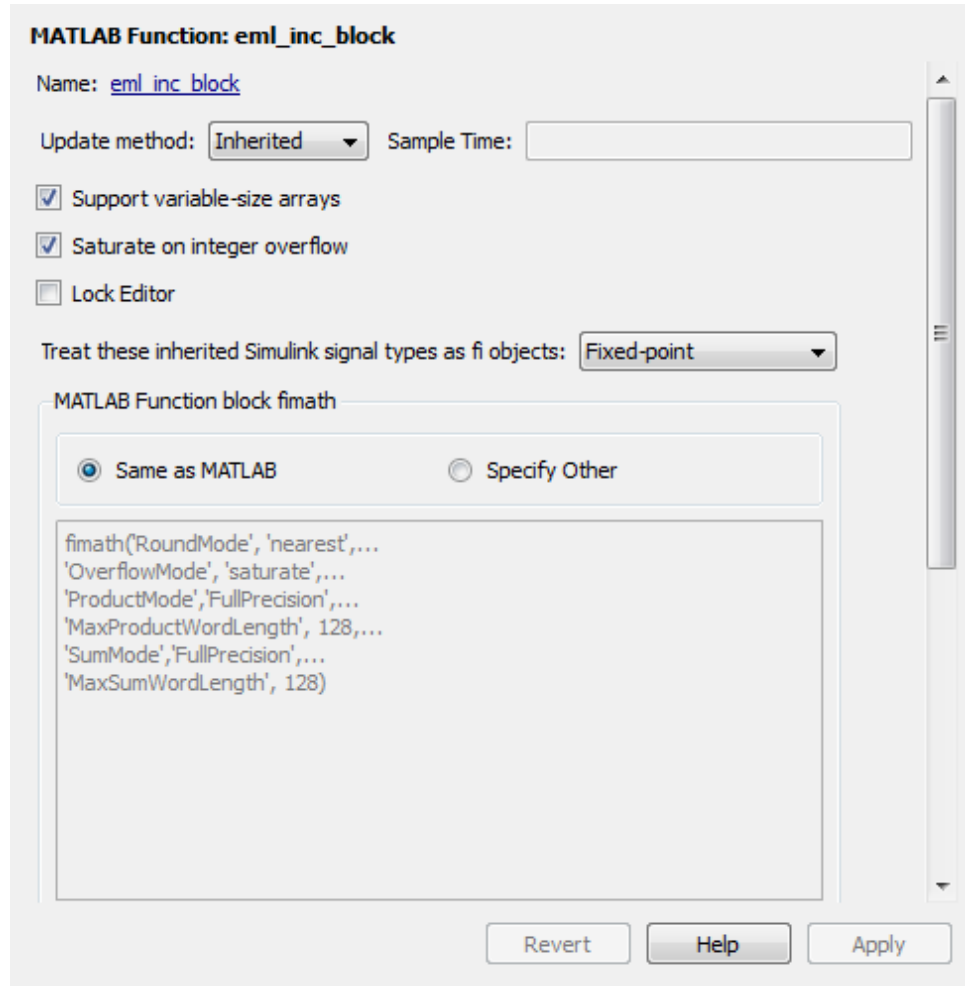 MATLAB Function: eml_inc_block
Name: eml_inc_block
Update method: Inherited Sample Time:
Support variable-size arrays
Saturate on integer overflow
Lock Editor
Treat these inherited Simulink signal types as fi objects: Fixed-point
MATLAB Function block fimath
Same as MATLAB Specify Other
fimath('RoundMode', 'nearest',...
'OverflowMode', 'saturate',...
'ProductMode','FullPrecision',...
'MaxProductWordLength', 128,...
'SumMode','FullPrecision',...
'MaxSumWordLength', 128)
Revert Help Apply